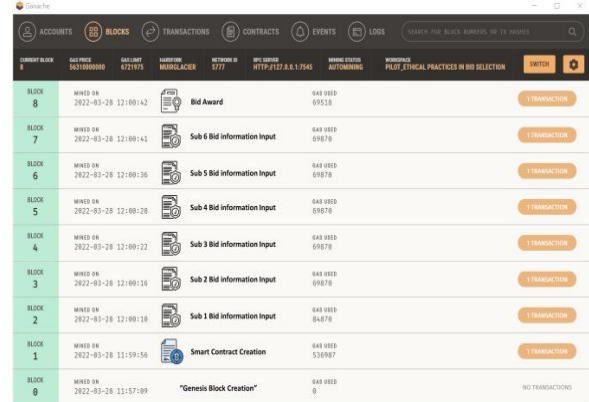 Ganache
ACCOUNTS BLOCKS TRANSACTIONS CONTRACTS EVENTS LOGS SEARCH FOR BLOCK NUMBERS OR TX HASHES
CURRENT BLOCK GAS PRICE GAS LIMIT HARDFORK NETWORK ID RPC SERVER MINING STATUS WORKSPACE
8 56310000000 6721975 MUIRGLACIER 5777 HTTP://127.0.0.1:7545 AUTOMINING PILOT_ETHICAL PRACTICES IN BID SELECTION SWITCH
BLOCK MINED ON GAS USED
8 2022-03-28 12:00:42 Bid Award 69518 1 TRANSACTION
BLOCK MINED ON GAS USED
7 2022-03-28 12:00:41 Sub 6 Bid information Input 69870 1 TRANSACTION
BLOCK MINED ON GAS USED
6 2022-03-28 12:00:36 Sub 5 Bid information Input 69870 1 TRANSACTION
BLOCK MINED ON GAS USED
5 2022-03-28 12:00:28 Sub 4 Bid information Input 69870 1 TRANSACTION
BLOCK MINED ON GAS USED
4 2022-03-28 12:00:22 Sub 3 Bid information Input 69870 1 TRANSACTION
BLOCK MINED ON GAS USED
3 2022-03-28 12:00:16 Sub 2 Bid information Input 69870 1 TRANSACTION
BLOCK MINED ON GAS USED
2 2022-03-28 12:00:10 Sub 1 Bid information Input 84870 1 TRANSACTION
BLOCK MINED ON GAS USED
1 2022-03-28 11:59:56 Smart Contract Creation 536987 1 TRANSACTION
BLOCK MINED ON GAS USED
0 2022-03-28 11:57:09 "Genesis Block Creation" 0 NO TRANSACTIONS